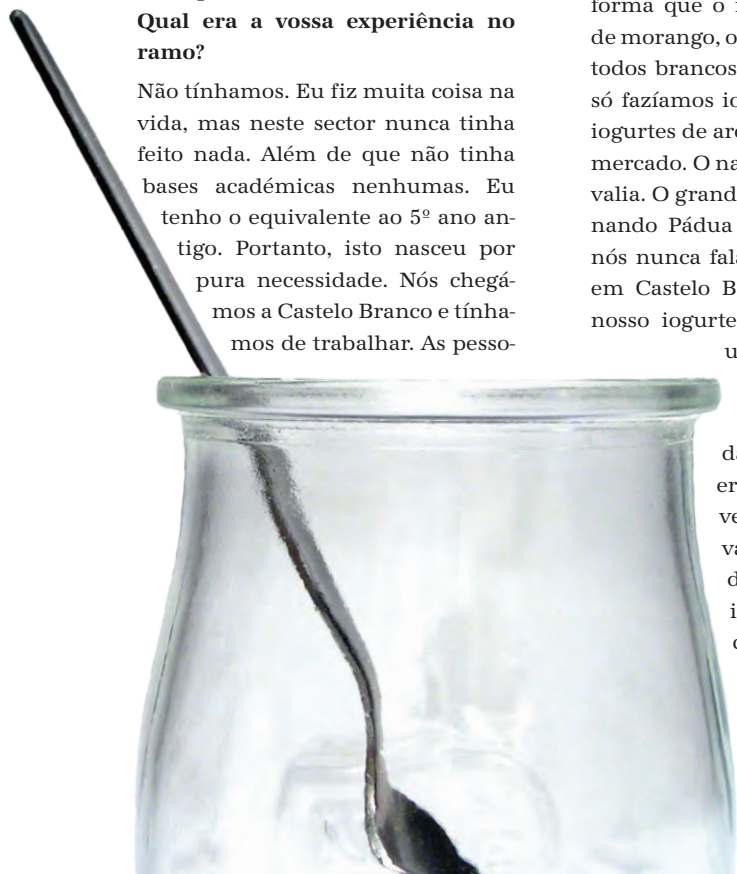 Qual era a vossa experiência no
ramo?
Não tínhamos. Eu fiz muita coisa na
vida, mas neste sector nunca tinha
feito nada. Além de que não tinha
bases académicas nenhumas. Eu
tenho o equivalente ao 5º ano an-
tigo. Portanto, isto nasceu por
pura necessidade. Nós chegá-
mos a Castelo Branco e tínha-
mos de trabalhar. As pesso-
forma que o
de morango, o
todos brancos
só fazíamos
iogurtes de
mercado. O
valia. O grand
nando Pádua
nós nunca
em Castelo B
nosso iogurte